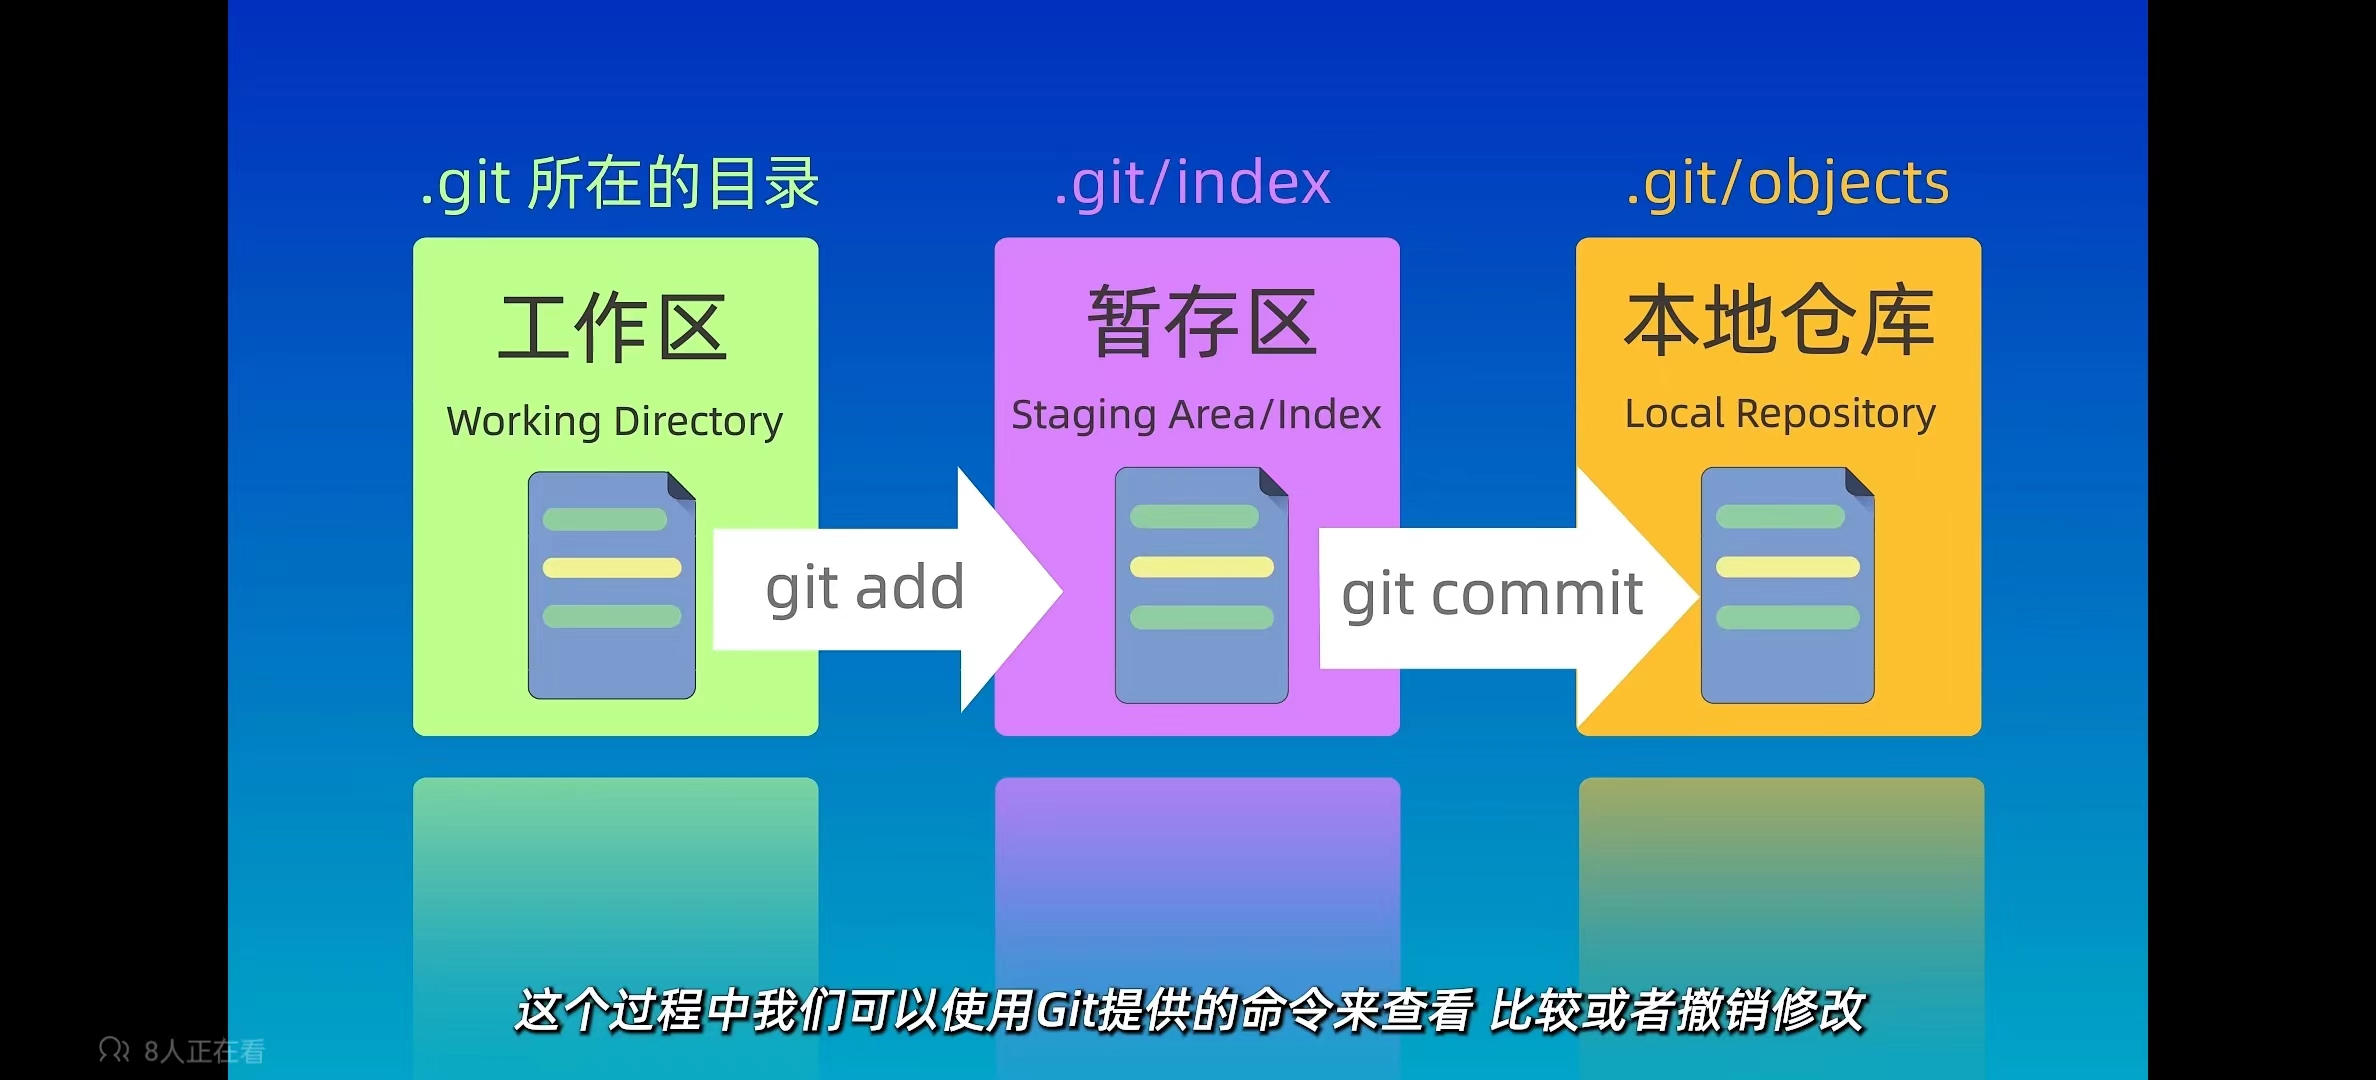 .git 所在的目录
.git/index
.git/objects
工作区
暂存区
本地仓库
Working Directory
Staging Area/Index
Local Repository
git add
git commit
这个过程中我们可以使用Git提供的命令来查看 比较或者撤销修改
8人正在看